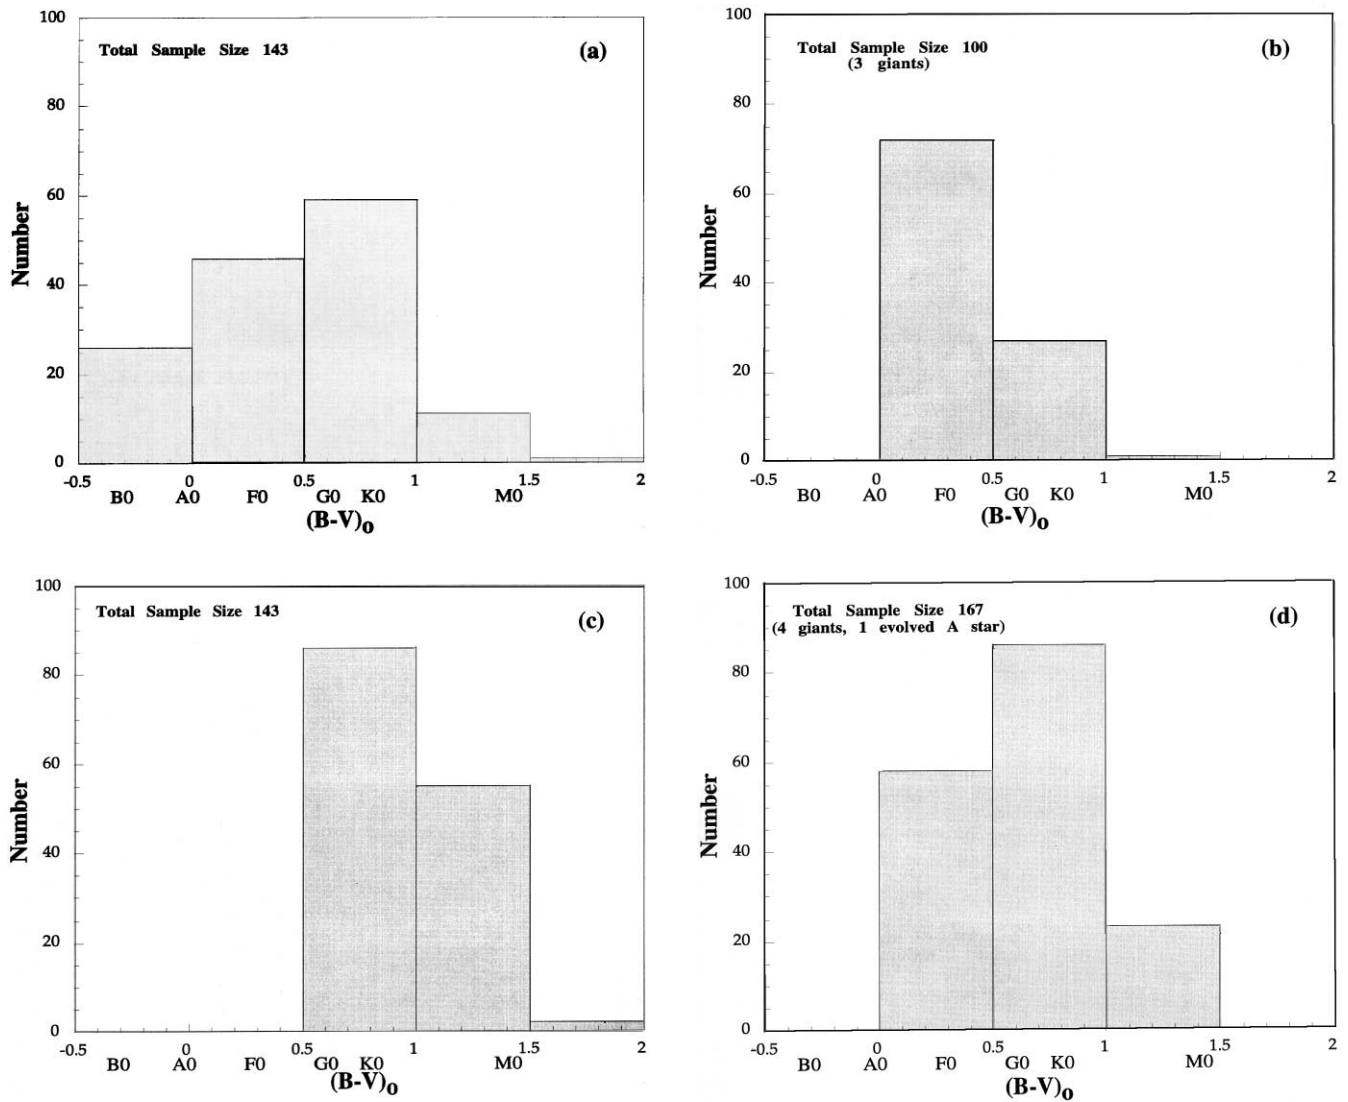 100
Total Sample Size 143
(a)
80
60
40
20
0
Number
-0.5 0 0.5 1 1.5 2
B0 A0 F0 G0 K0 M0
(B-V)o
100
Total Sample Size 100
(3 giants)
(b)
80
60
40
20
0
Number
-0.5 0 0.5 1 1.5 2
B0 A0 F0 G0 K0 M0
(B-V)o
100
Total Sample Size 143
(c)
80
60
40
20
0
Number
-0.5 0 0.5 1 1.5 2
B0 A0 F0 G0 K0 M0
(B-V)o
100
Total Sample Size 167
(4 giants, 1 evolved A star)
(d)
80
60
40
20
0
Number
-0.5 0 0.5 1 1.5 2
B0 A0 F0 G0 K0 M0
(B-V)o